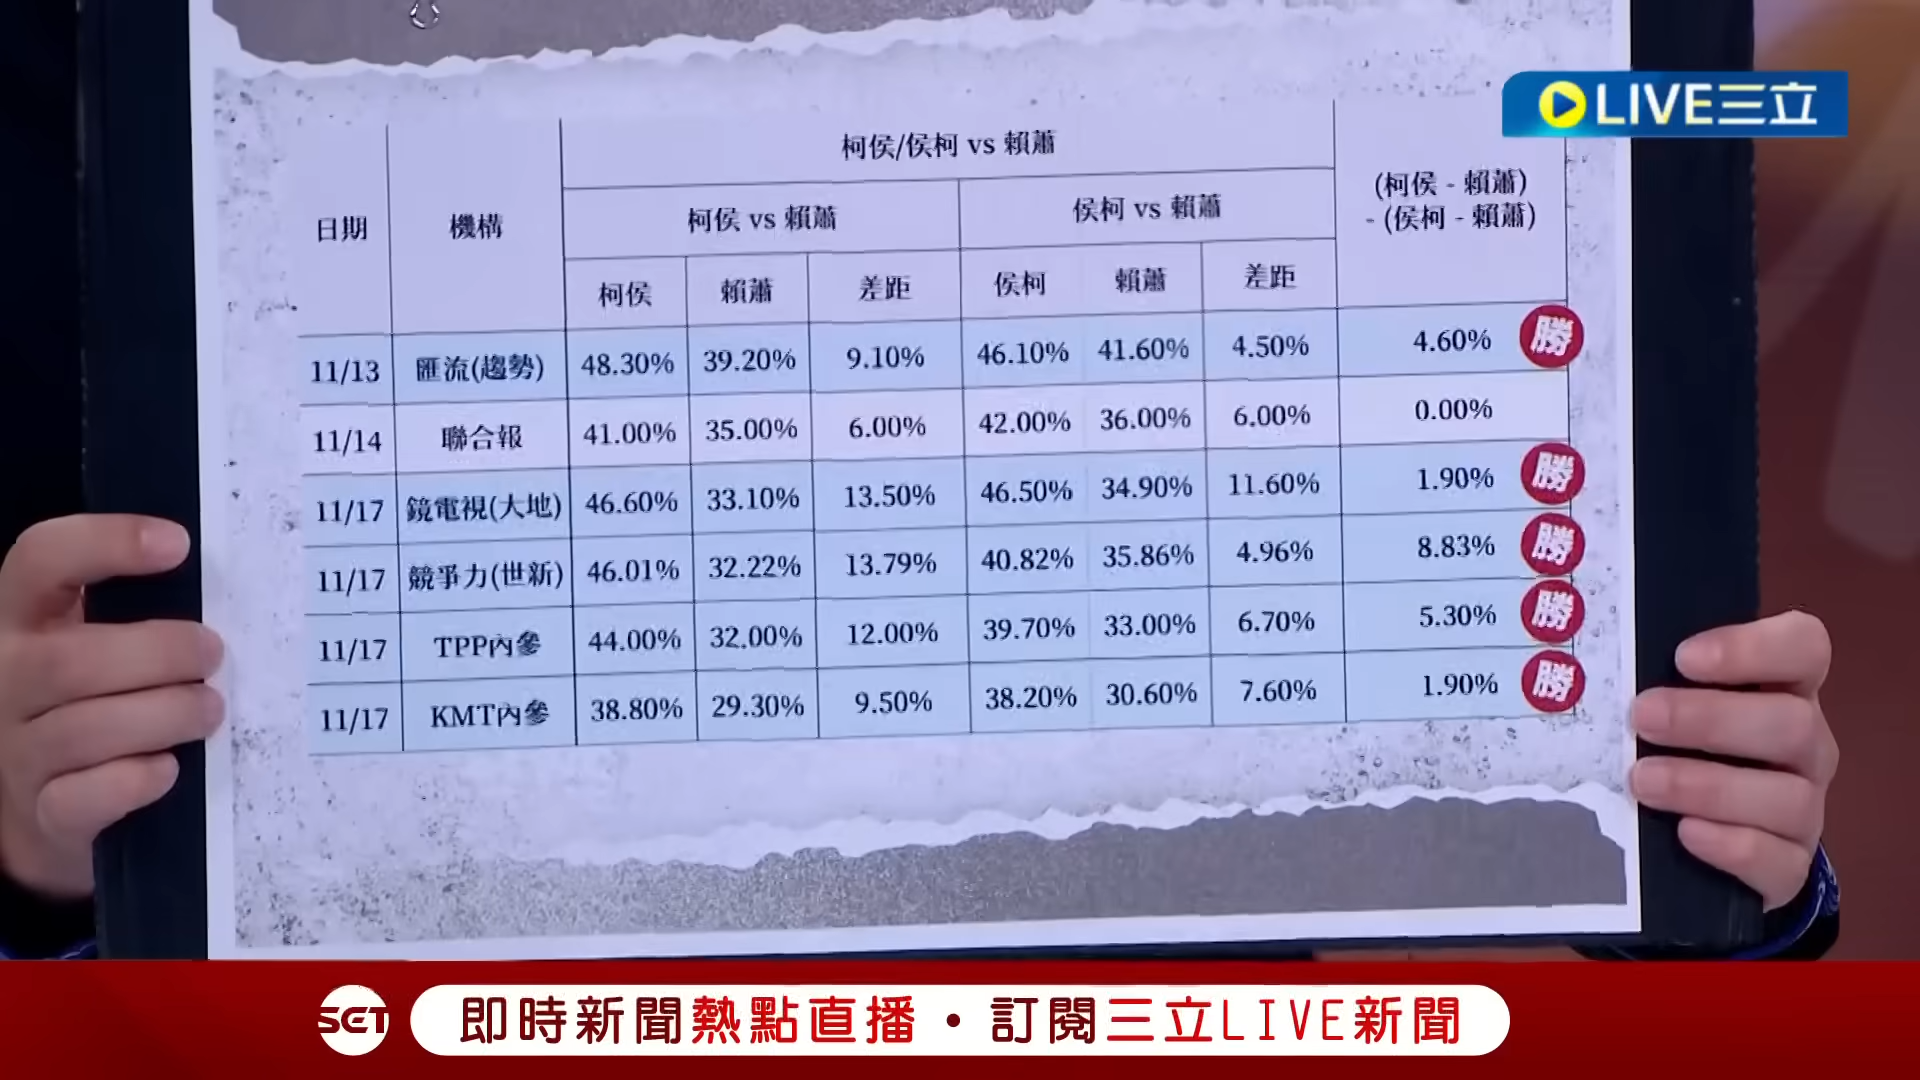 LIVE三立
柯侯/侯柯 vs 賴蕭
(柯侯 - 賴蕭)
- (侯柯 - 賴蕭)
日期 機構 柯侯 vs 賴蕭 侯柯 vs 賴蕭
柯侯 賴蕭 差距 侯柯 賴蕭 差距
11/13 匯流(趨勢) 48.30% 39.20% 9.10% 46.10% 41.60% 4.50% 4.60% 勝
11/14 聯合報 41.00% 35.00% 6.00% 42.00% 36.00% 6.00% 0.00%
11/17 鏡電視(大地) 46.60% 33.10% 13.50% 46.50% 34.90% 11.60% 1.90% 勝
11/17 競爭力(世新) 46.01% 32.22% 13.79% 40.82% 35.86% 4.96% 8.83% 勝
11/17 TPP內參 44.00% 32.00% 12.00% 39.70% 33.00% 6.70% 5.30% 勝
11/17 KMT內參 38.80% 29.30% 9.50% 38.20% 30.60% 7.60% 1.90% 勝
SET 即時新聞熱點直播・訂閱三立LIVE新聞